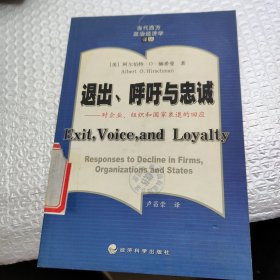 当代西方
政治经济学
译丛
[美] 阿尔伯特·O·赫希曼 著
Albert O. Hirschman
退出、呼吁与忠诚
——对企业、组织和国家衰退的回应
Exit, Voice, and Loyalty
Responses to Decline in Firms,
Organizations and States
卢昌崇 译
经济科学出版社